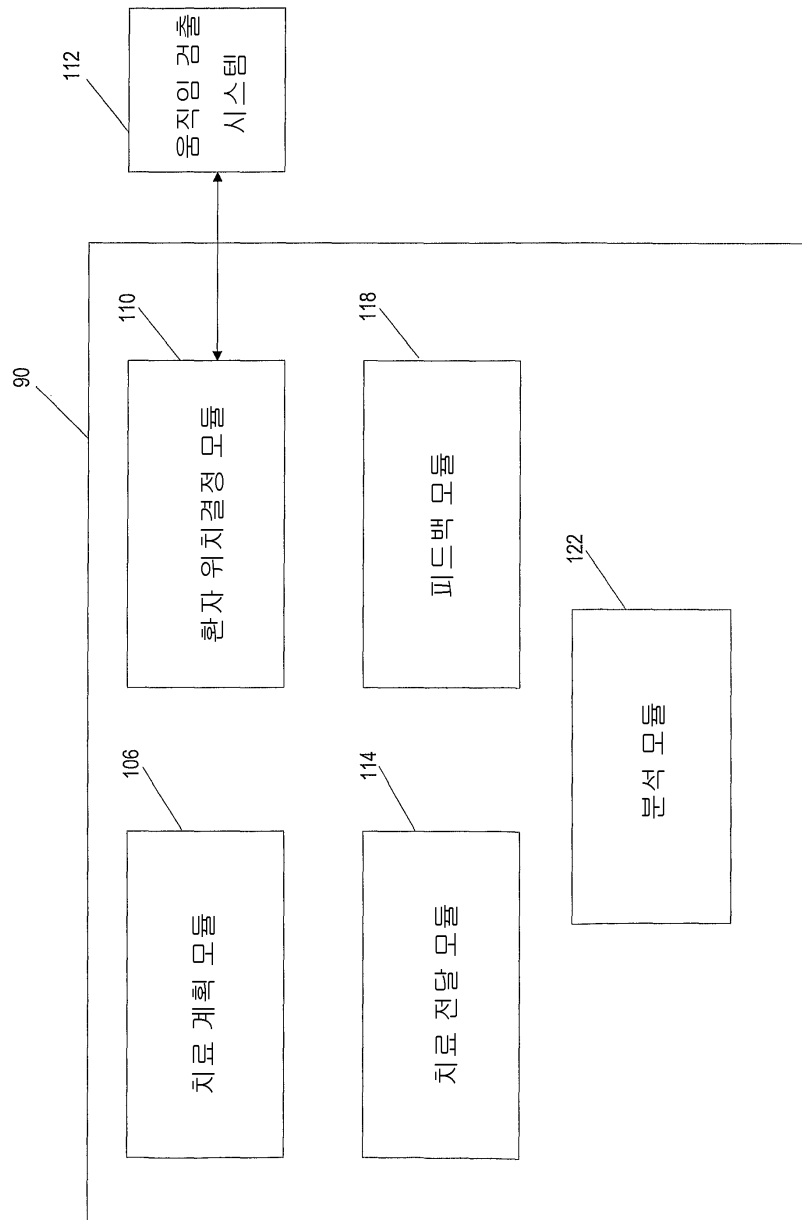 90
112
106
110
치료 계획 모듈
환자 위치결정 모듈
움직임 검출
시스템
114
118
치료 전달 모듈
피드백 모듈
122
분석 모듈